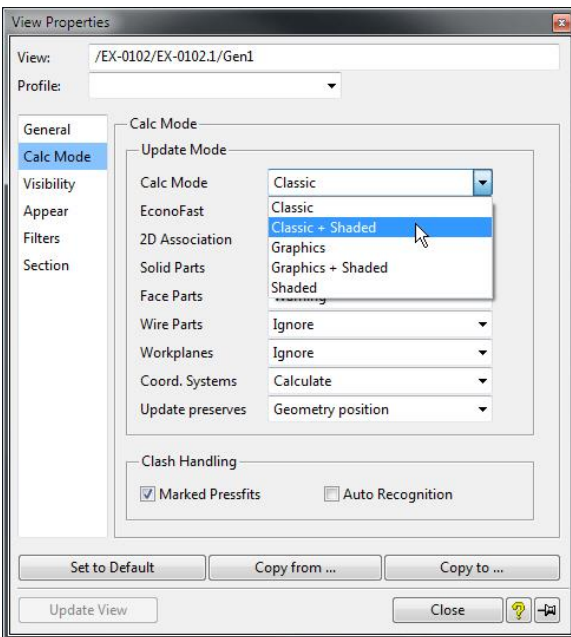 View Properties
View: /EX-0102/EX-0102.1/Gen1
Profile:
General
Calc Mode
Visibility
Appear
Filters
Section
Calc Mode
Update Mode
Calc Mode Classic
Classic
Classic + Shaded
Graphics
Graphics + Shaded
Shaded
EconoFast
2D Association
Solid Parts
Face Parts Warning
Wire Parts Ignore
Workplanes Ignore
Coord. Systems Calculate
Update preserves Geometry position
Clash Handling
Marked Pressfits Auto Recognition
Set to Default Copy from ... Copy to ...
Update View Close